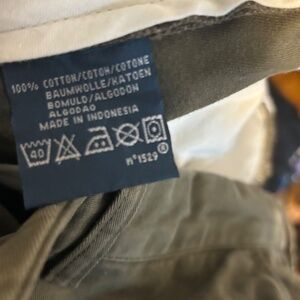 100% COTTON/COTON/COTONE
BAUMWOLLE/KATOEN
BOMULD/ALGODON
ALGODAO
MADE IN INDONESIA
40
N°1529